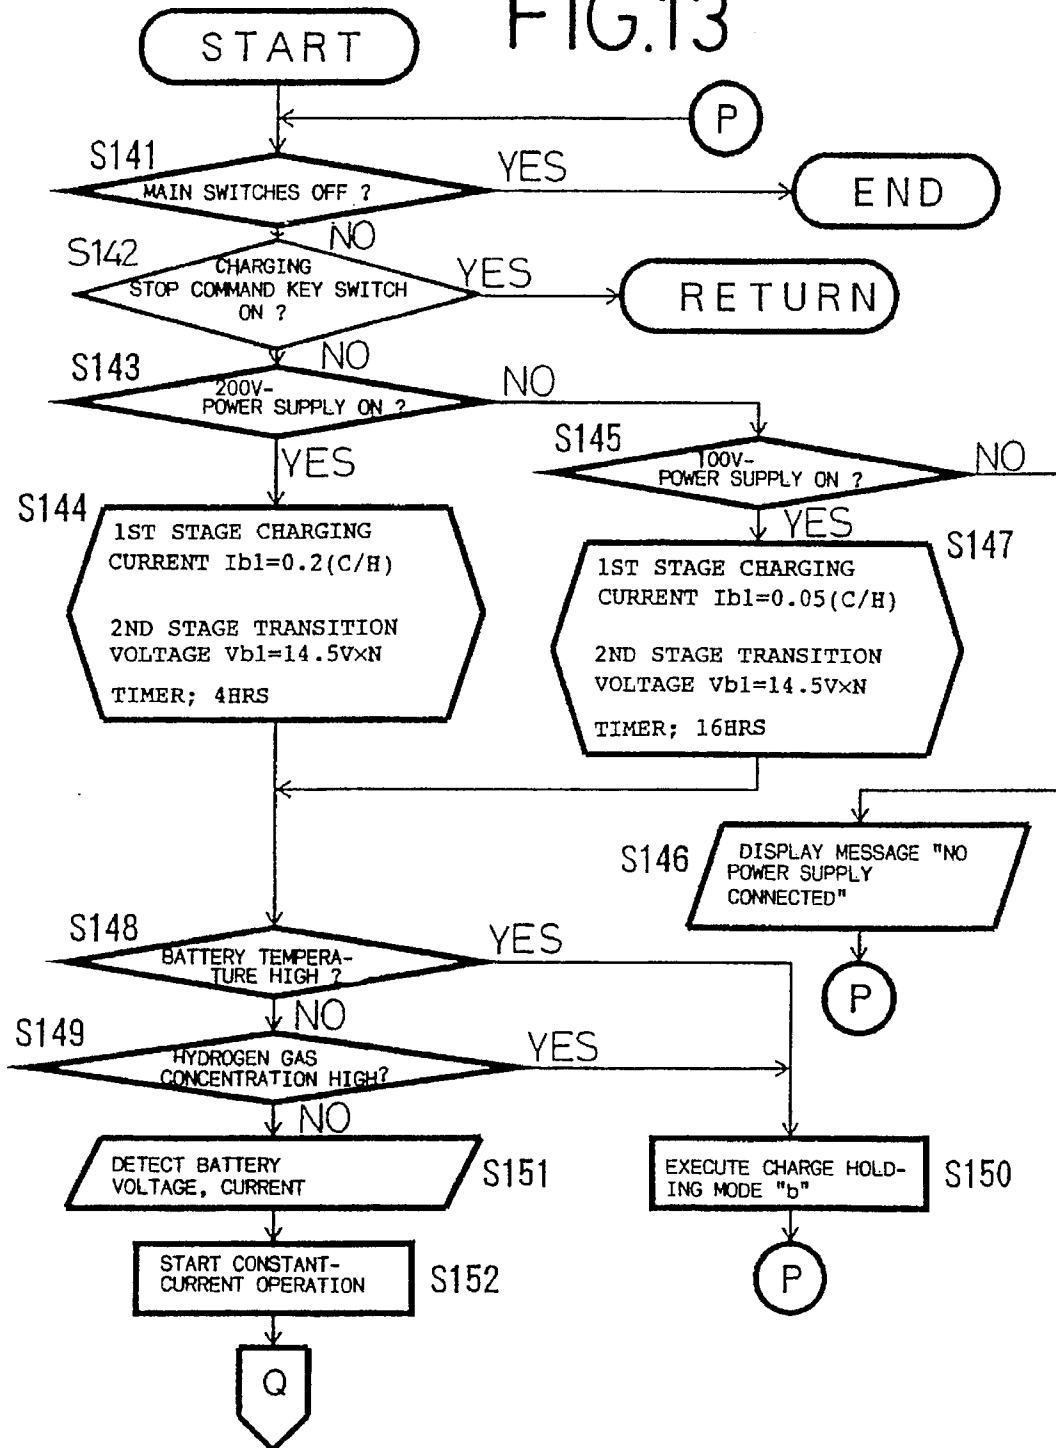 FIG.13
START
P
S141
MAIN SWITCHES OFF ?
YES
END
NO
S142
CHARGING
STOP COMMAND KEY SWITCH
ON ?
YES
RETURN
NO
S143
200V-
POWER SUPPLY ON ?
NO
YES
S145
100V-
POWER SUPPLY ON ?
NO
YES
S144
1ST STAGE CHARGING
CURRENT Ib1=0.2(C/H)
2ND STAGE TRANSITION
VOLTAGE Vb1=14.5V×N
TIMER; 4HRS
S147
1ST STAGE CHARGING
CURRENT Ib1=0.05(C/H)
2ND STAGE TRANSITION
VOLTAGE Vb1=14.5V×N
TIMER; 16HRS
S146
DISPLAY MESSAGE "NO
POWER SUPPLY
CONNECTED"
P
S148
BATTERY TEMPERA-
TURE HIGH ?
YES
NO
S149
HYDROGEN GAS
CONCENTRATION HIGH?
YES
NO
DETECT BATTERY
VOLTAGE, CURRENT
S151
EXECUTE CHARGE HOLD-
ING MODE "b"
S150
START CONSTANT-
CURRENT OPERATION
S152
P
Q